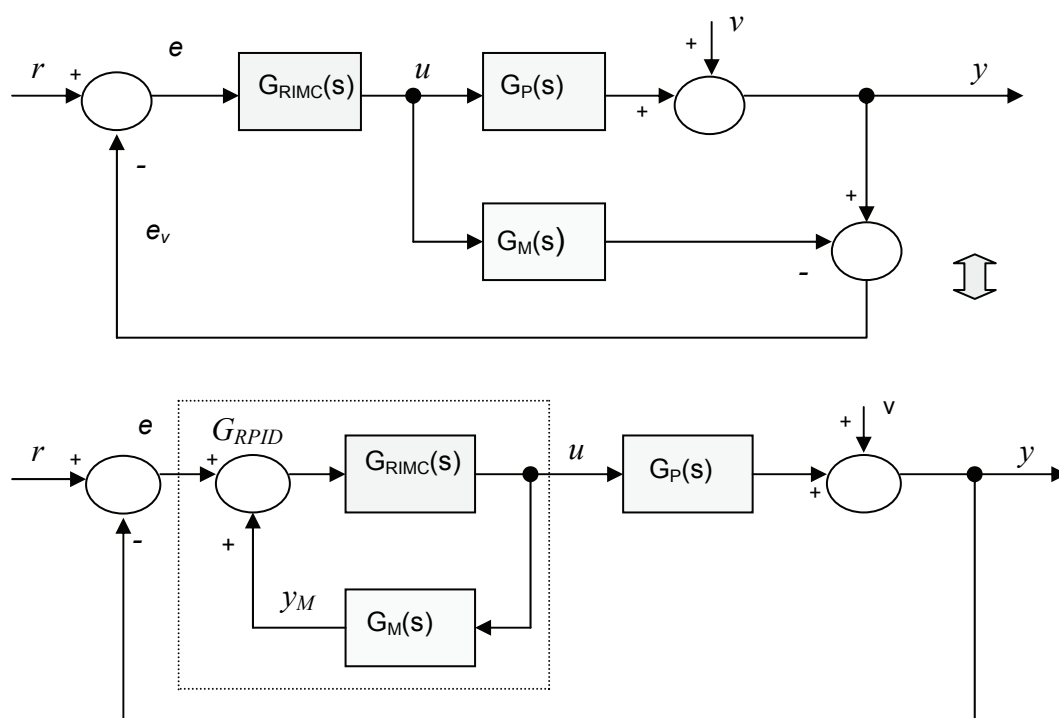 v
e
+
r
+
G_RIMC(s)
u
G_P(s)
y
+
-
+
e_v
G_M(s)
-
v
e
+
G_RPID
r
+
+
G_RIMC(s)
u
G_P(s)
y
+
-
+
y_M
G_M(s)